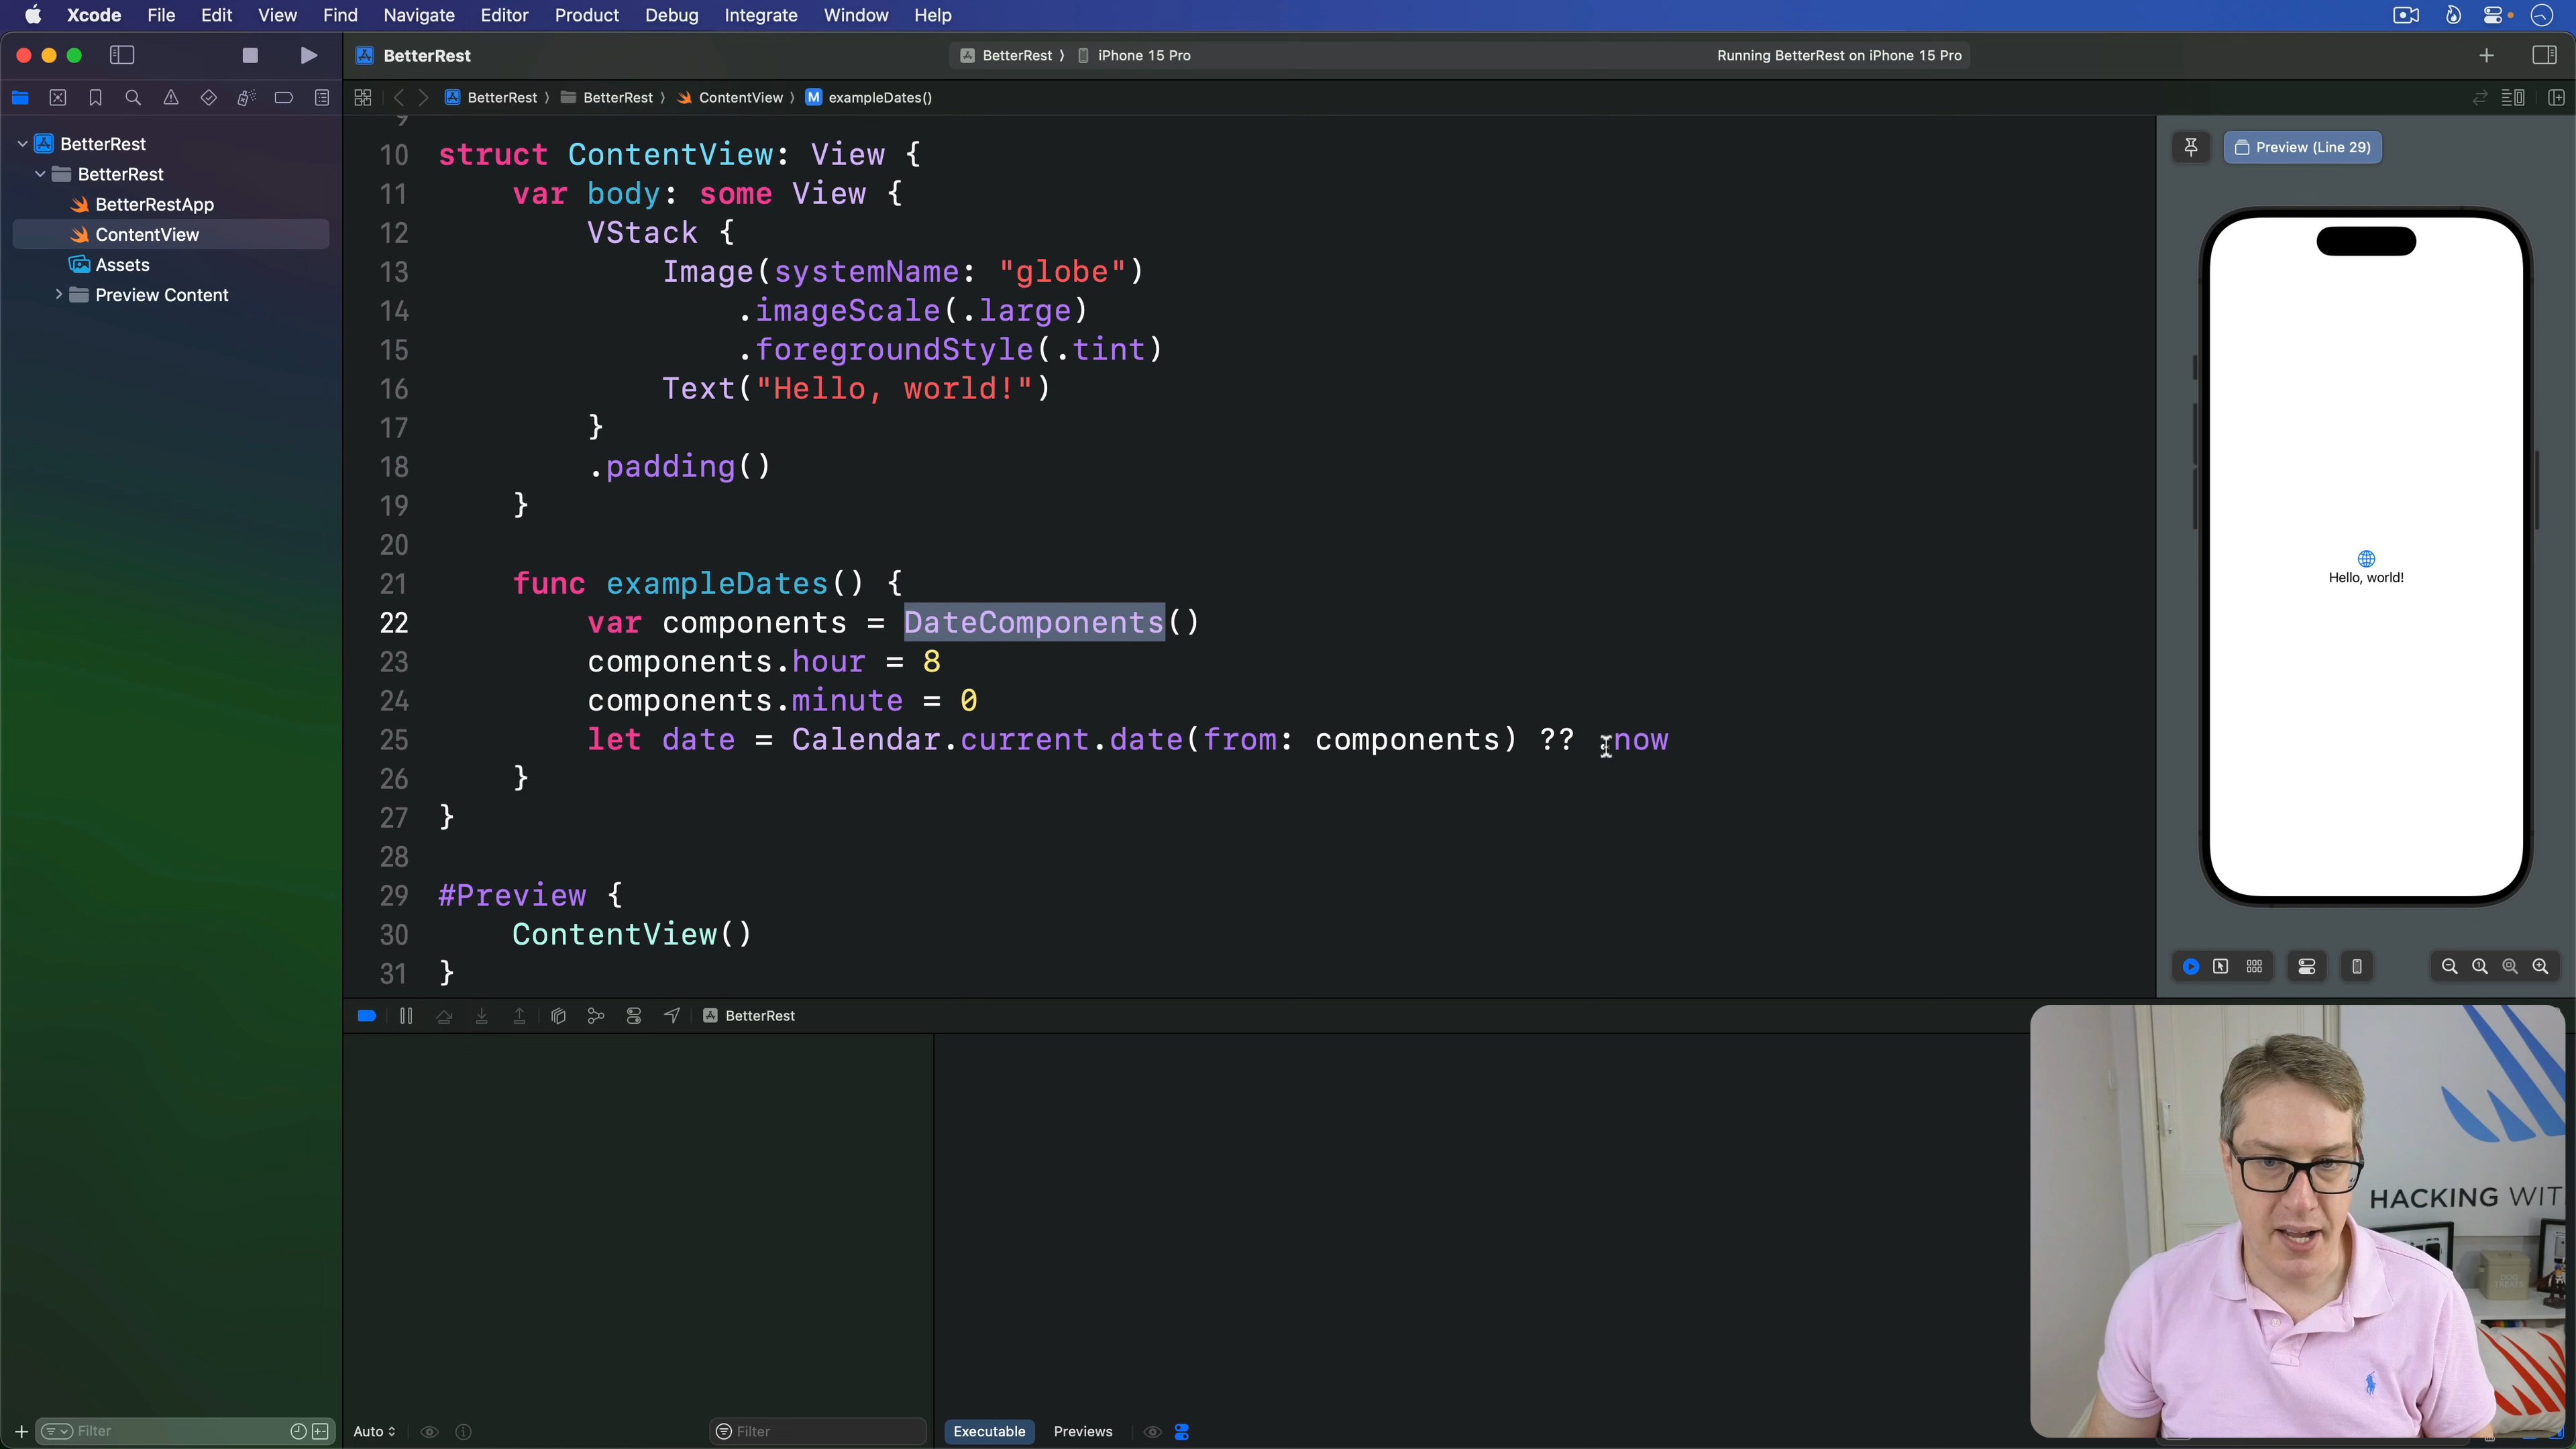 Xcode File Edit View Find Navigate Editor Product Debug Integrate Window Help
BetterRest
BetterRest iPhone 15 Pro
Running BetterRest on iPhone 15 Pro
BetterRest BetterRest ContentView M exampleDates()
BetterRest
BetterRest
BetterRestApp
ContentView
Assets
Preview Content
9
10 struct ContentView: View {
11 var body: some View {
12 VStack {
13 Image(systemName: "globe")
14 .imageScale(.large)
15 .foregroundStyle(.tint)
16 Text("Hello, world!")
17 }
18 .padding()
19 }
20
21 func exampleDates() {
22 var components = DateComponents()
23 components.hour = 8
24 components.minute = 0
25 let date = Calendar.current.date(from: components) ?? .now
26 }
27 }
28
29 #Preview {
30 ContentView()
31 }
Preview (Line 29)
Hello, world!
BetterRest
HACKING WIT
Filter
Auto
Filter
Executable Previews